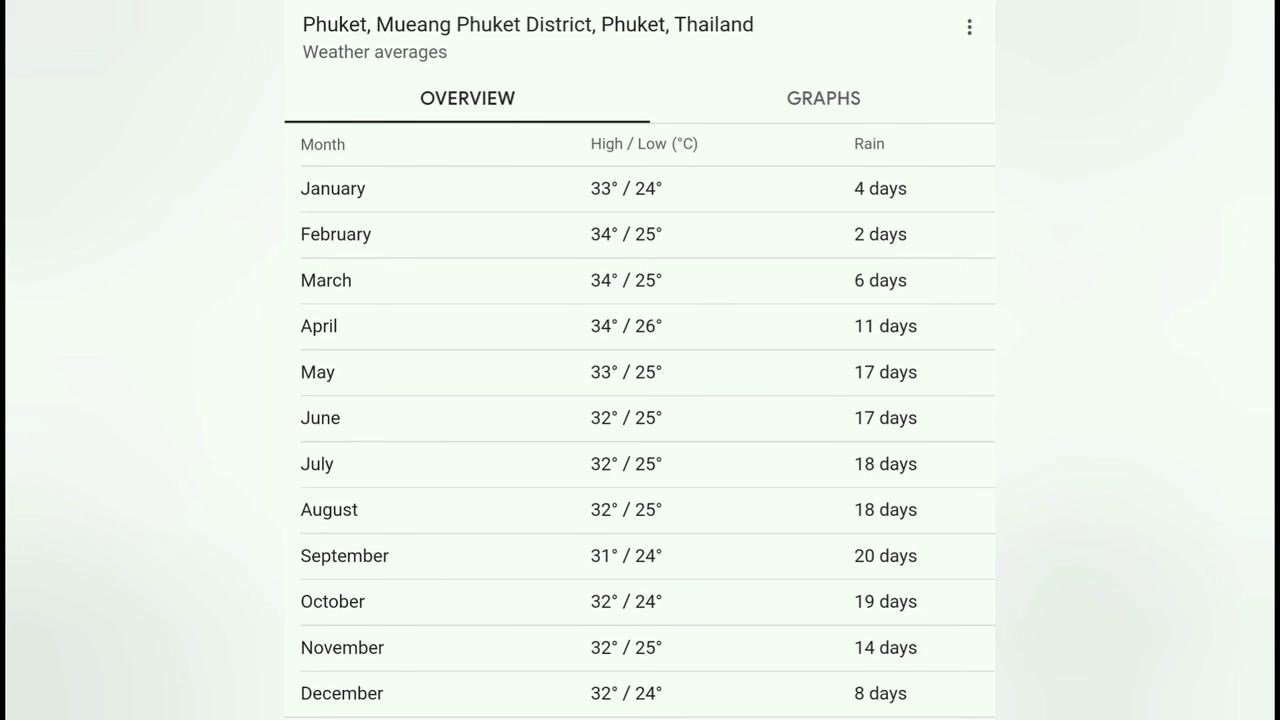 Phuket, Mueang Phuket District, Phuket, Thailand
Weather averages
OVERVIEW GRAPHS
Month High / Low (°C) Rain
January 33° / 24° 4 days
February 34° / 25° 2 days
March 34° / 25° 6 days
April 34° / 26° 11 days
May 33° / 25° 17 days
June 32° / 25° 17 days
July 32° / 25° 18 days
August 32° / 25° 18 days
September 31° / 24° 20 days
October 32° / 24° 19 days
November 32° / 25° 14 days
December 32° / 24° 8 days